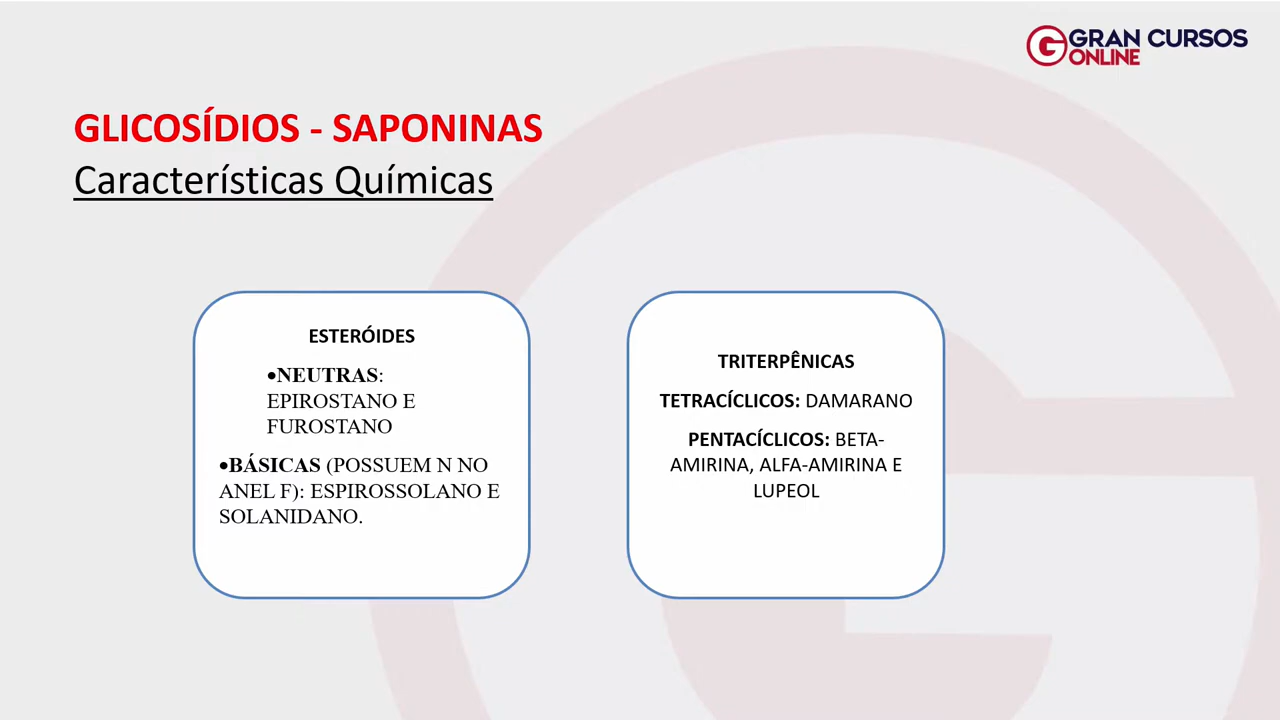 GRAN CURSOS
ONLINE
GLICOSÍDIOS - SAPONINAS
Características Químicas
ESTERÓIDES
•NEUTRAS:
EPIROSTANO E
FUROSTANO
•BÁSICAS (POSSUEM N NO
ANEL F): ESPIROSSOLANO E
SOLANIDANO.
TRITERPÊNICAS
TETRACÍCLICOS: DAMARANO
PENTACÍCLICOS: BETA-
AMIRINA, ALFA-AMIRINA E
LUPEOL